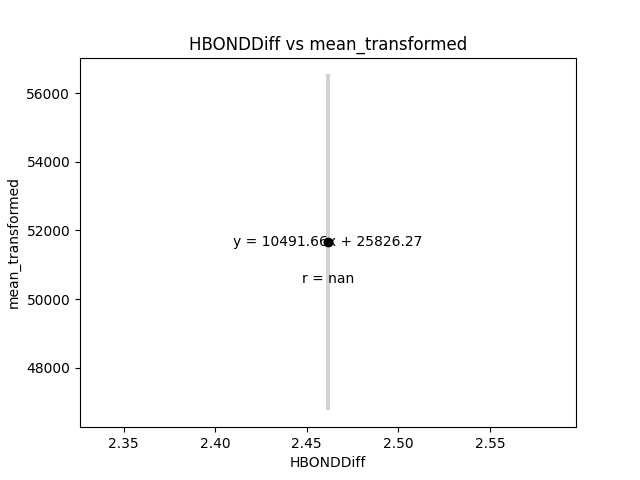 HBONDDiff vs mean_transformed
56000
54000
52000
50000
48000
mean_transformed
y = 10491.66x + 25826.27
r = nan
2.35 2.40 2.45 2.50 2.55
HBONDDiff